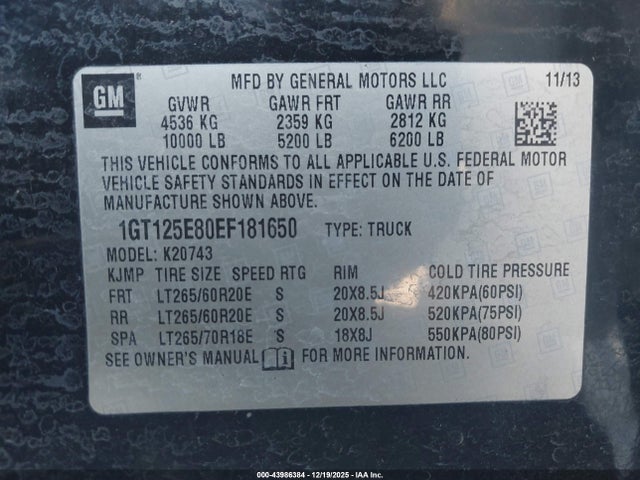 GM
MFD BY GENERAL MOTORS LLC 11/13
GVWR GAWR FRT GAWR RR
4536 KG 2359 KG 2812 KG
10000 LB 5200 LB 6200 LB
THIS VEHICLE CONFORMS TO ALL APPLICABLE U.S. FEDERAL MOTOR
VEHICLE SAFETY STANDARDS IN EFFECT ON THE DATE OF
MANUFACTURE SHOWN ABOVE.
1GT125E80EF181650 TYPE: TRUCK
MODEL: K20743
KJMP TIRE SIZE SPEED RTG RIM COLD TIRE PRESSURE
FRT LT265/60R20E S 20X8.5J 420KPA(60PSI)
RR LT265/60R20E S 20X8.5J 520KPA(75PSI)
SPA LT265/70R18E S 18X8J 550KPA(80PSI)
SEE OWNER'S MANUAL FOR MORE INFORMATION.
000-43986384 - 12/19/2025 - IAA Inc.